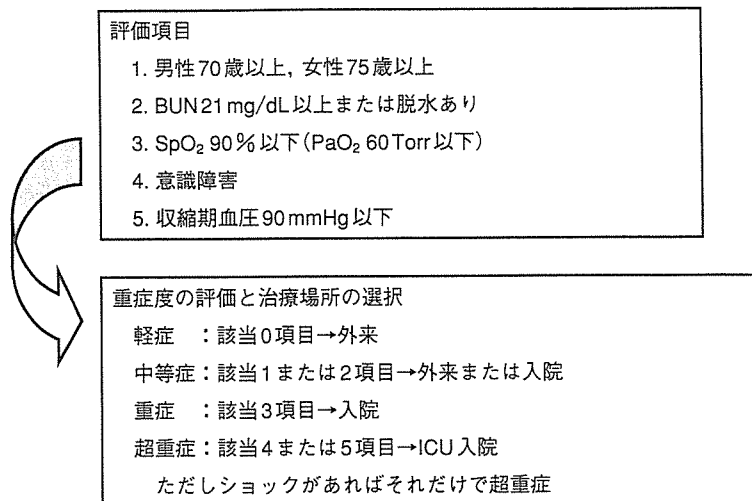 評価項目
1. 男性70歳以上, 女性75歳以上
2. BUN21mg/dL以上または脱水あり
3. SpO₂ 90%以下(PaO₂ 60Torr以下)
4. 意識障害
5. 収縮期血圧90mmHg以下
重症度の評価と治療場所の選択
軽症 :該当0項目→外来
中等症:該当1または2項目→外来または入院
重症 :該当3項目→入院
超重症:該当4または5項目→ICU入院
ただしショックがあればそれだけで超重症